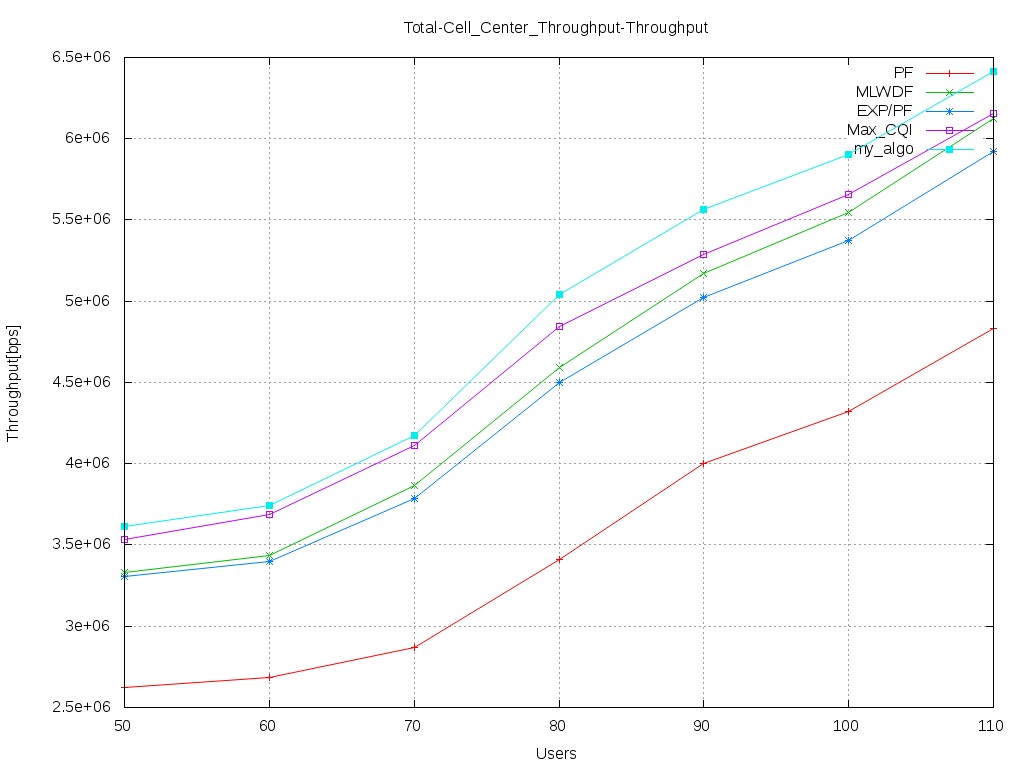 Total-Cell_Center_Throughput-Throughput
6.5e+06
6e+06
5.5e+06
5e+06
4.5e+06
4e+06
3.5e+06
3e+06
2.5e+06
Throughput[bps]
PF
MLWDF
EXP/PF
Max_CQI
my_algo
50 60 70 80 90 100 110
Users